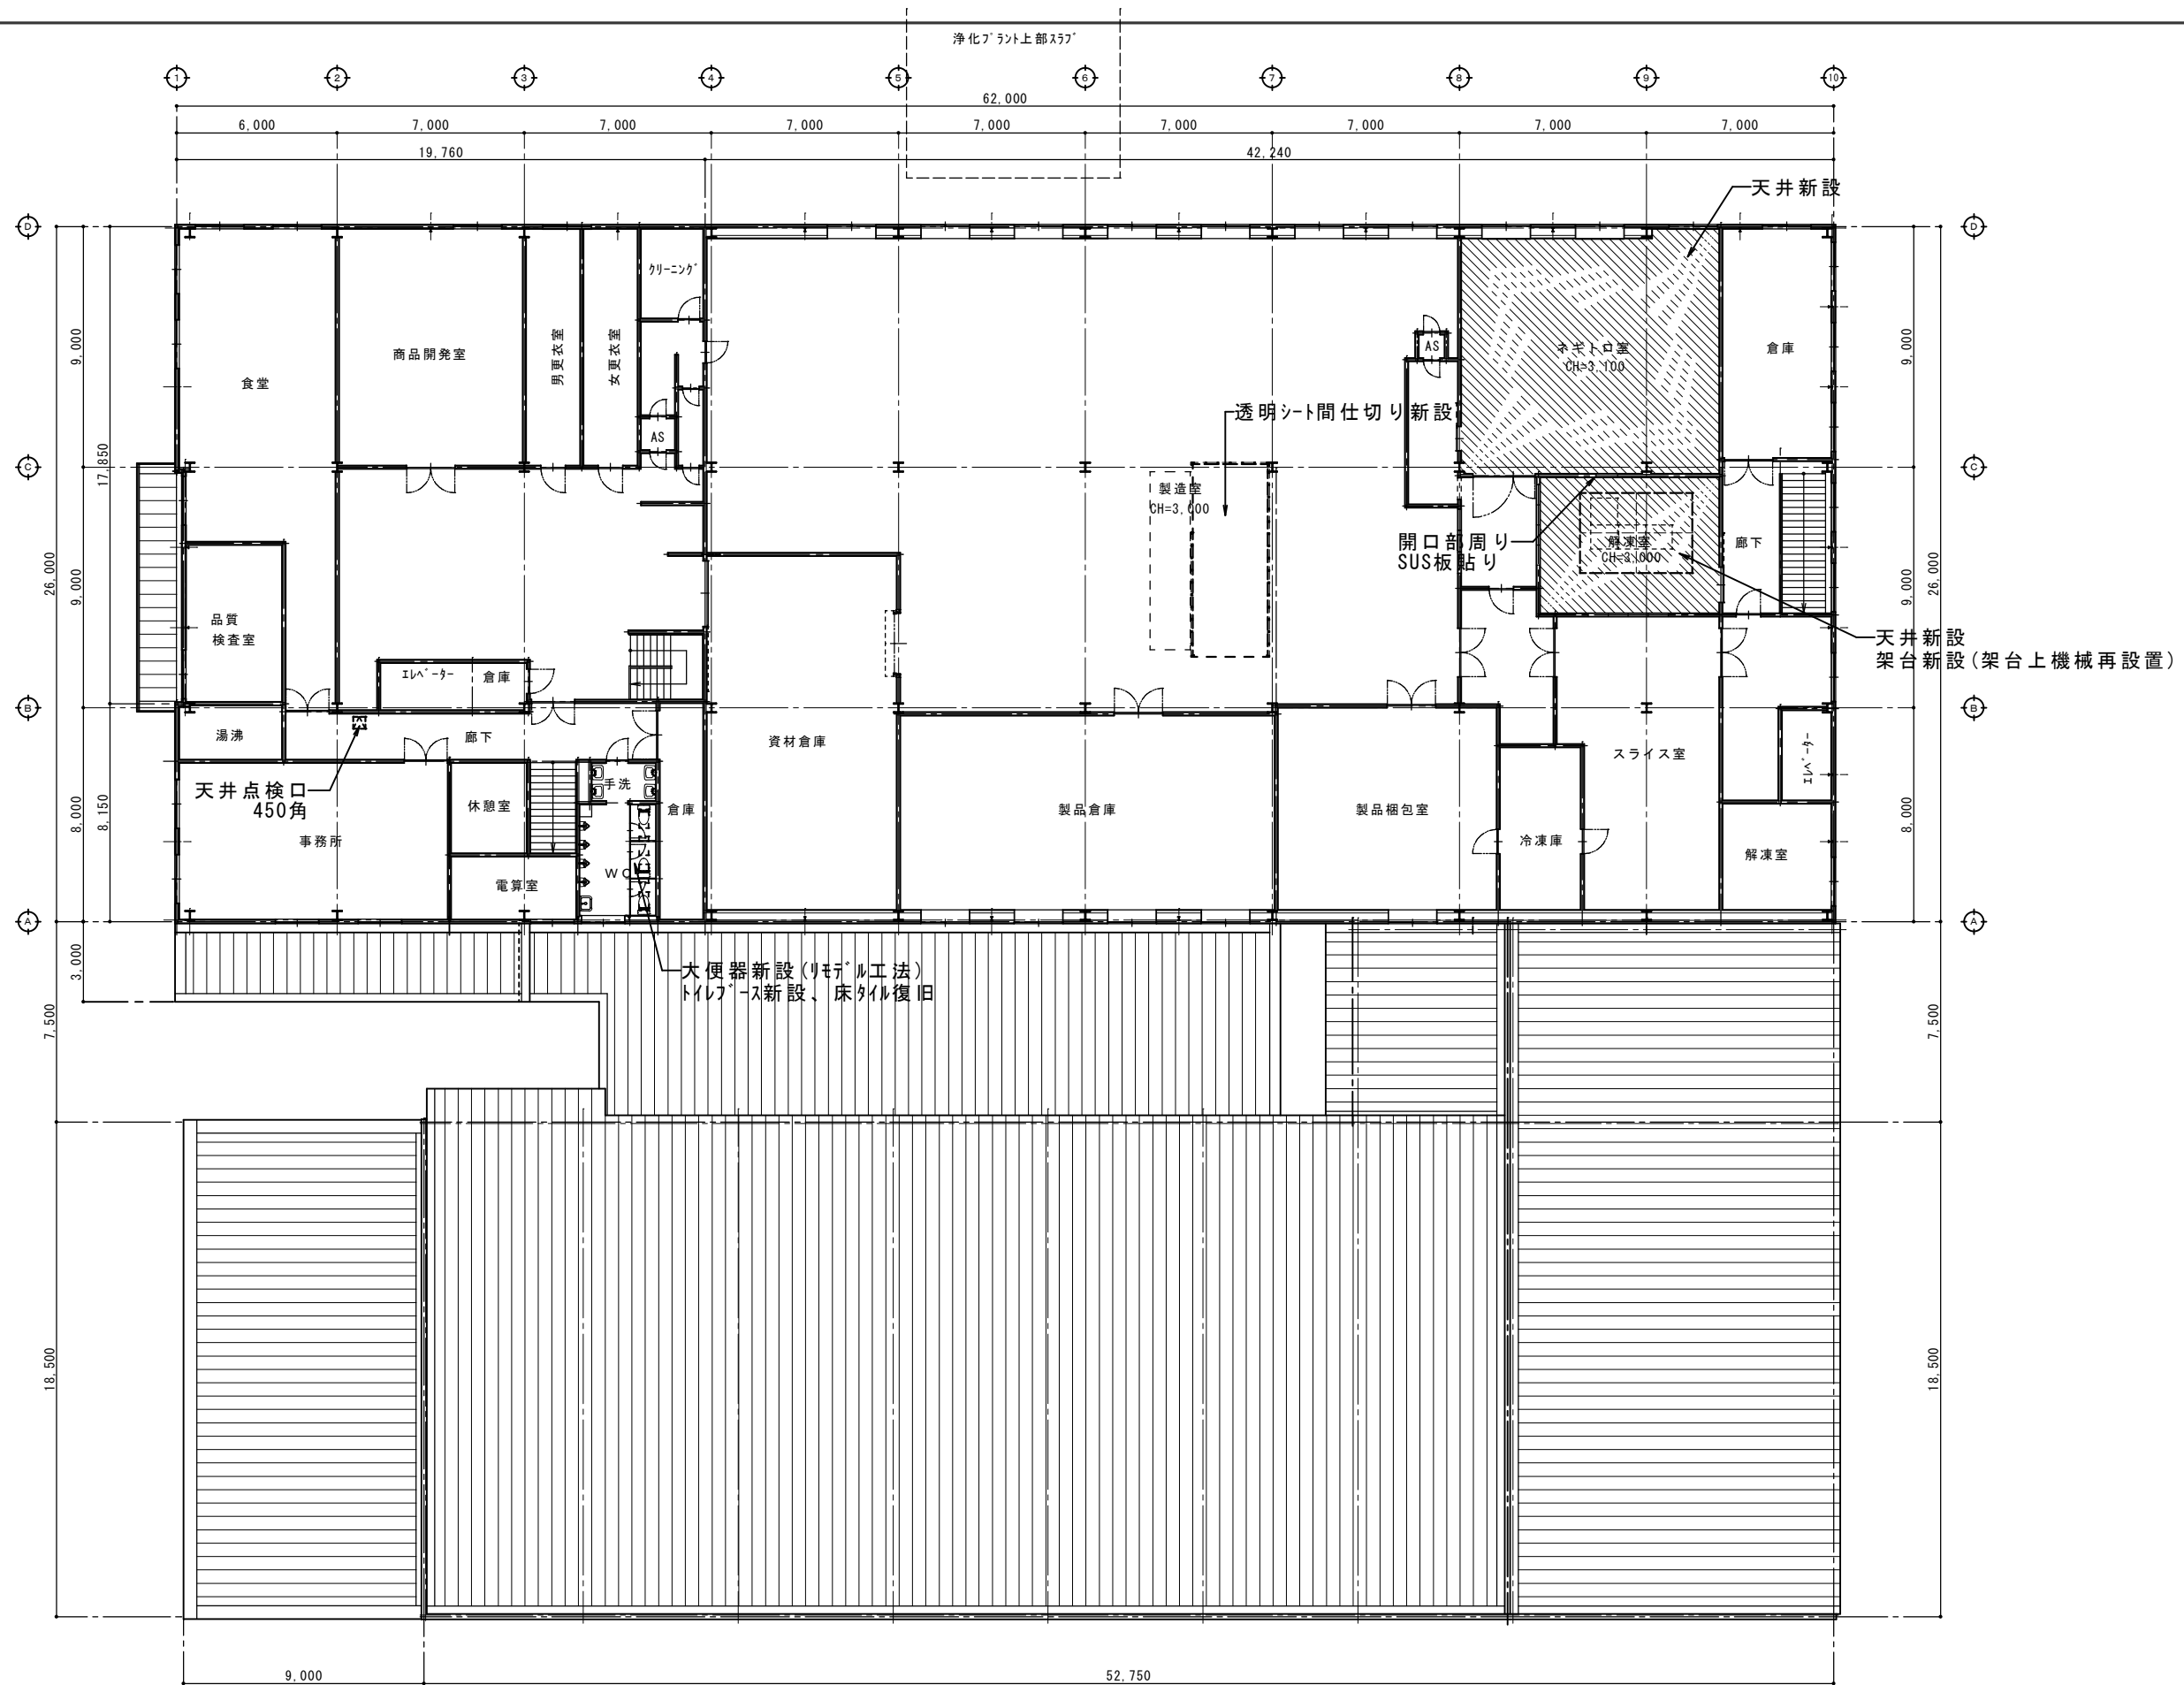 浄化ﾌﾟﾗﾝﾄ上部ｽﾗﾌﾞ
1 2 3 4 5 6 7 8 9 10
62,000
6,000 7,000 7,000 7,000 7,000 7,000 7,000 7,000 7,000
19,760 42,240
天井新設
D D
ｸﾘｰﾆﾝｸﾞ
男更衣室
女更衣室
AS
ネギトロ室
CH=3,100
倉庫
商品開発室
食堂
9,000
9,000
透明ｼｰﾄ間仕切り新設
AS
17,850
C C
製造室
CH=3,000
開口部周り
SUS板貼り
解凍室
CH=3,000
廊下
26,000
9,000
9,000
26,000
品質
検査室
天井新設
架台新設(架台上機械再設置)
ｴﾚﾍﾞｰﾀｰ 倉庫
B B
湯沸
廊下
資材倉庫
スライス室
ｴﾚﾍﾞｰﾀｰ
天井点検口
450角
手洗
休憩室
倉庫
製品倉庫
製品梱包室
8,000
8,150
8,000
事務所
冷凍庫
解凍室
電算室
WC
A A
3,000
大便器新設(ﾘﾓﾃﾞﾙ工法)
ﾄｲﾚﾌﾞｰｽ新設、床ﾀｲﾙ復旧
7,500
7,500
18,500
18,500
9,000 52,750